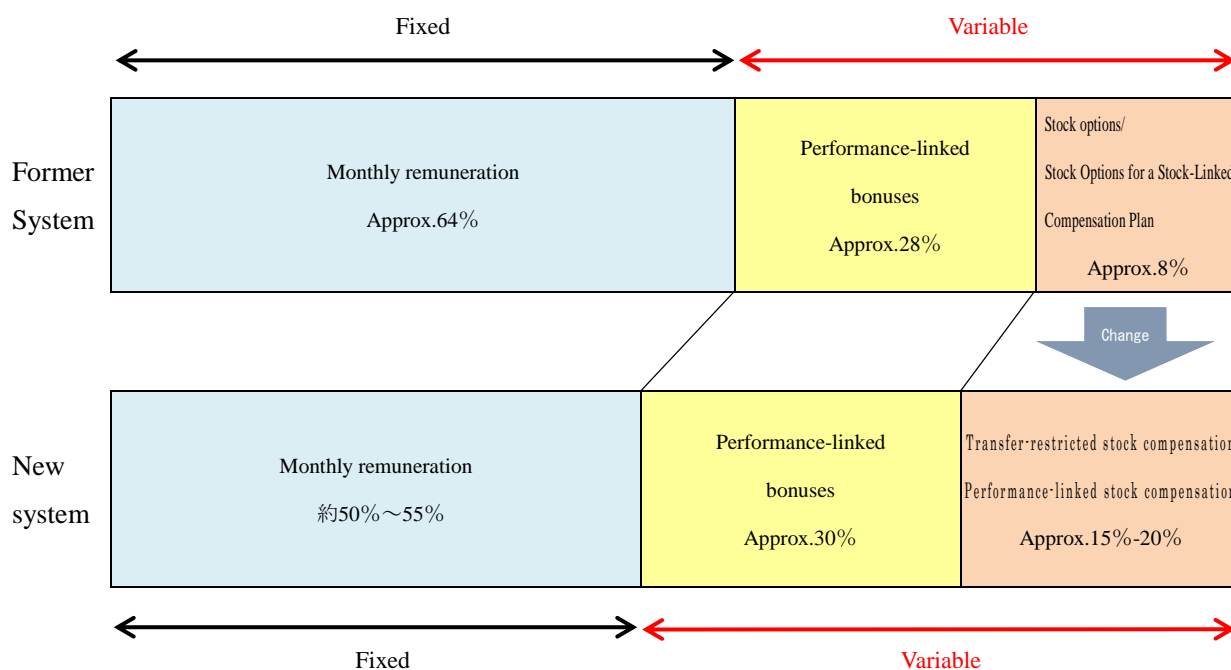 Fixed
Variable
Former
System
Monthly remuneration
Approx.64%
Performance-linked
bonuses
Approx.28%
Stock options/
Stock Options for a Stock-Linked
Compensation Plan
Approx.8%
Change
New
system
Monthly remuneration
約50%～55%
Performance-linked
bonuses
Approx.30%
Transfer-restricted stock compensation
Performance-linked stock compensation
Approx.15%-20%
Fixed
Variable